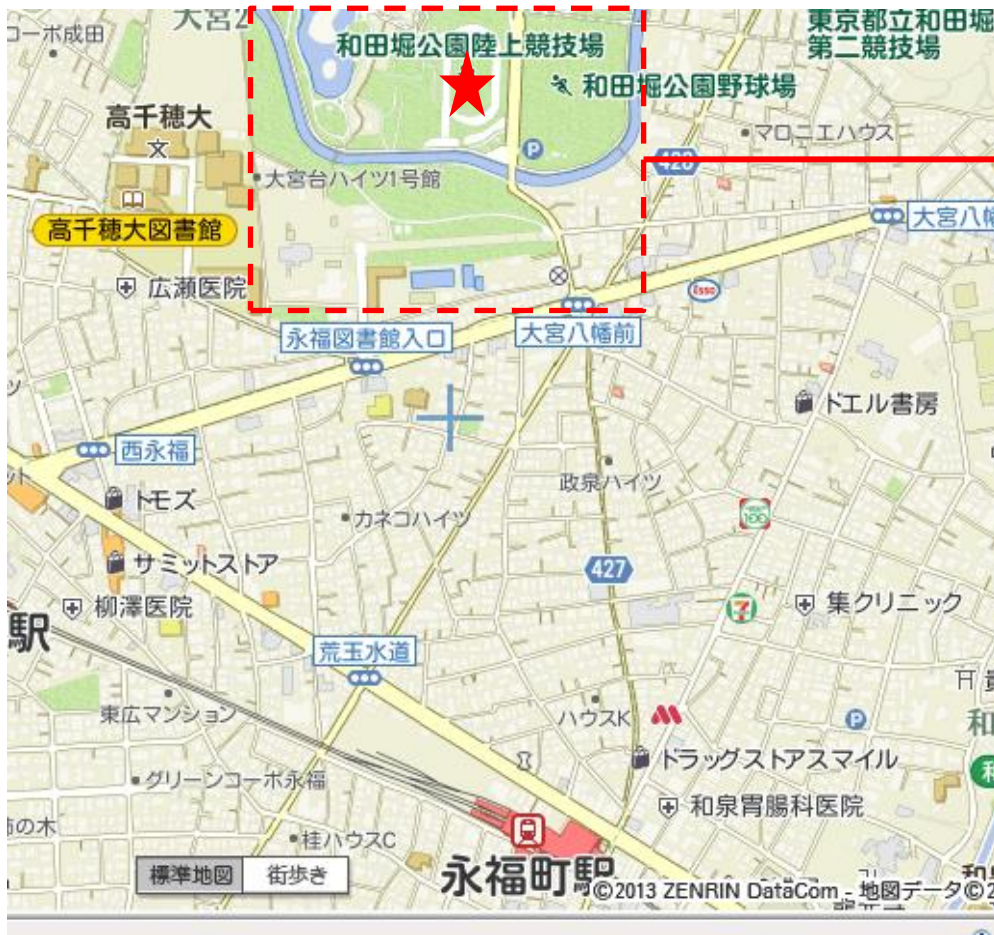 コーポ成田
大宮2
和田堀公園陸上競技場
東京都立和田堀
第二競技場
和田堀公園野球場
高千穂大
文
P
マロニエハウス
428
大宮台ハイツ1号館
高千穂大図書館
大宮八幡
広瀬医院
Esso
永福図書館入口
大宮八幡前
ドエル書房
西永福
政泉ハイツ
トモズ
カネコハイツ
100
サミットストア
427
7
柳澤医院
集クリニック
駅
荒玉水道
東広マンション
ハウスK
P
和
ドラッグストアスマイル
グリーンコーポ永福
和泉胃腸科医院
の木
桂ハウスC
標準地図
街歩き
永福町駅
©2013 ZENRIN DataCom - 地図データ©2